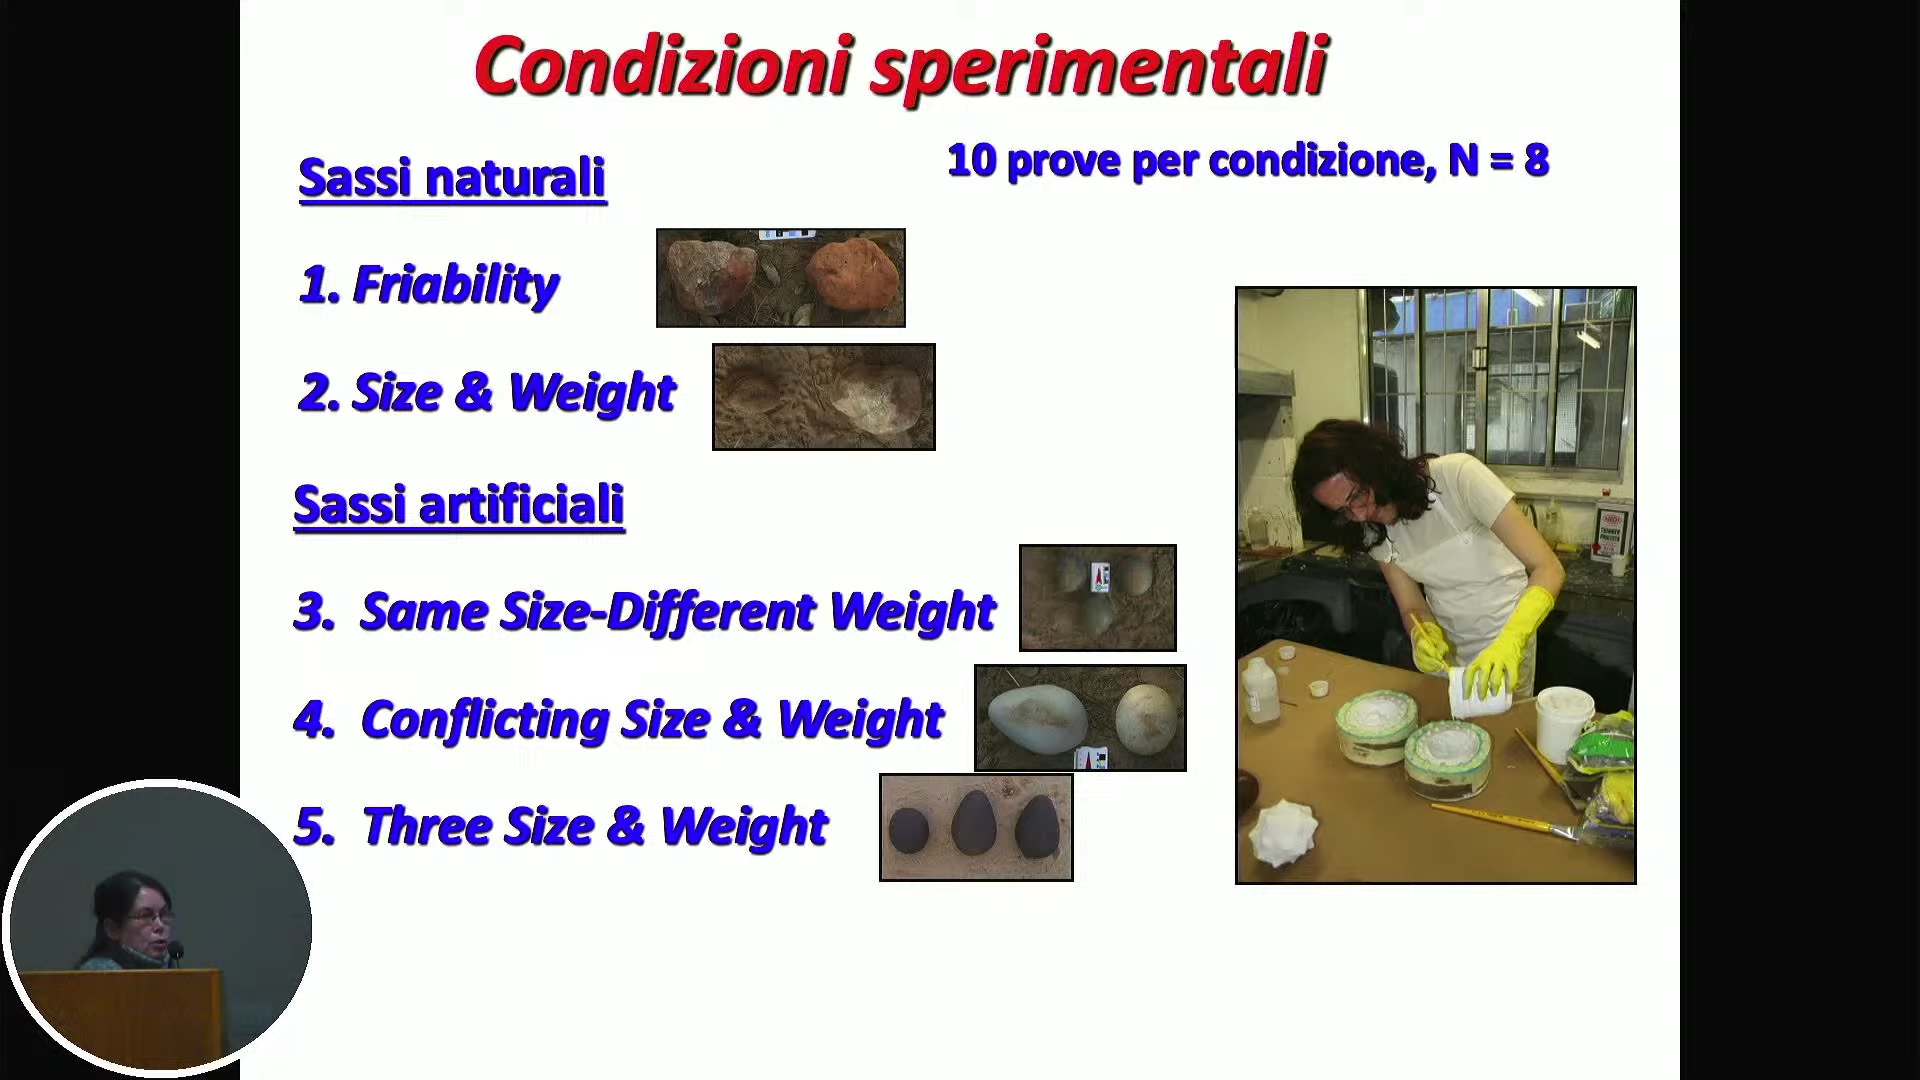 Condizioni sperimentali
Sassi naturali
10 prove per condizione, N = 8
1. Friability
2. Size & Weight
Sassi artificiali
3. Same Size-Different Weight
4. Conflicting Size & Weight
5. Three Size & Weight